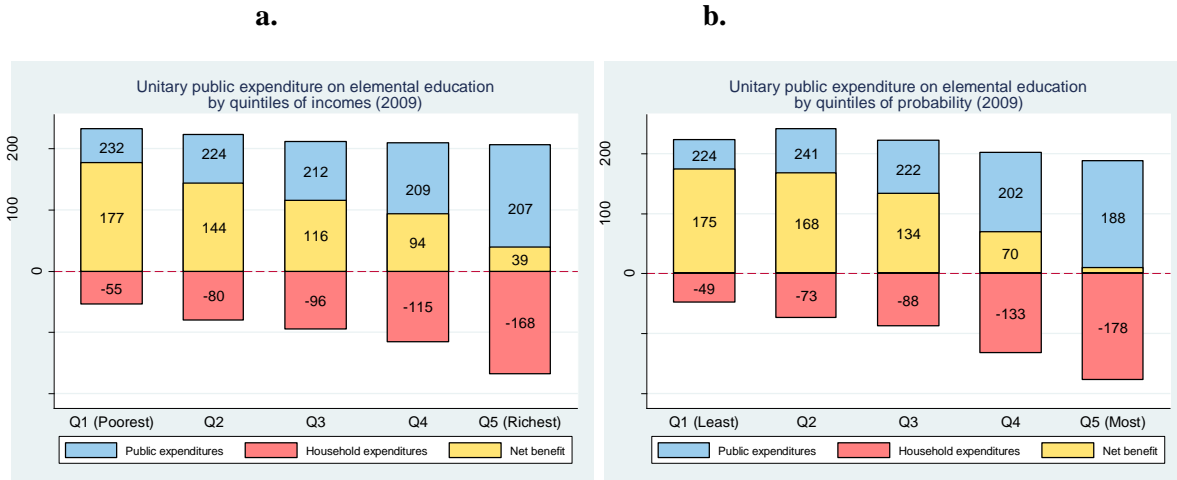 a.
Unitary public expenditure on elemental education
by quintiles of incomes (2009)
200
100
0
232
224
212
209
207
177
144
116
94
39
-55
-80
-96
-115
-168
Q1 (Poorest)
Q2
Q3
Q4
Q5 (Richest)
Public expenditures
Household expenditures
Net benefit
b.
Unitary public expenditure on elemental education
by quintiles of probability (2009)
200
100
0
224
241
222
202
188
175
168
134
70
-49
-73
-88
-133
-178
Q1 (Least)
Q2
Q3
Q4
Q5 (Most)
Public expenditures
Household expenditures
Net benefit